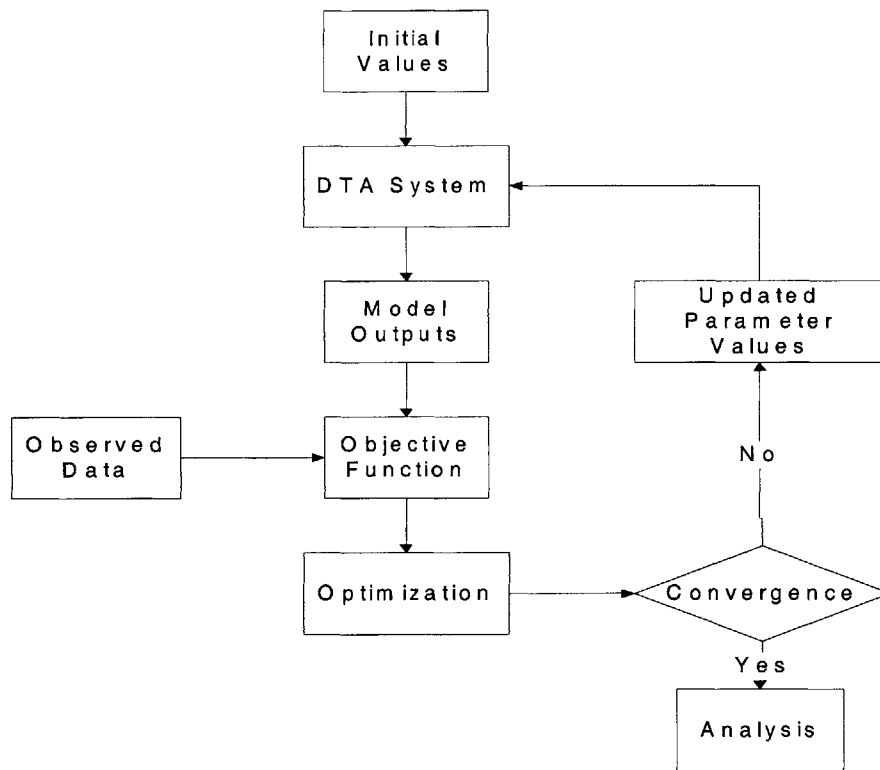 Initial
Values
DTA System
Model
Outputs
Updated
Parameter
Values
Observed
Data
Objective
Function
No
Optimization
Convergence
Yes
Analysis